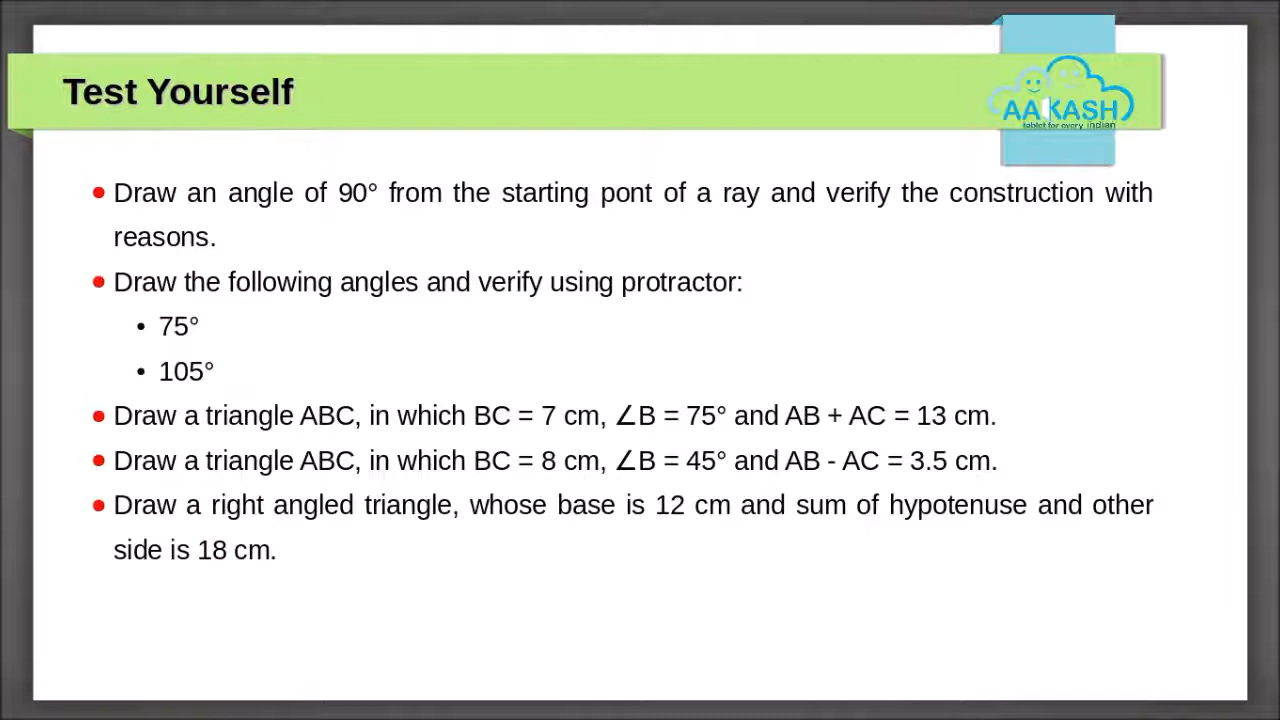 Test Yourself
AAKASH
tablet for every indian
● Draw an angle of 90° from the starting pont of a ray and verify the construction with
reasons.
● Draw the following angles and verify using protractor:
• 75°
• 105°
● Draw a triangle ABC, in which BC = 7 cm, ∠B = 75° and AB + AC = 13 cm.
● Draw a triangle ABC, in which BC = 8 cm, ∠B = 45° and AB - AC = 3.5 cm.
● Draw a right angled triangle, whose base is 12 cm and sum of hypotenuse and other
side is 18 cm.